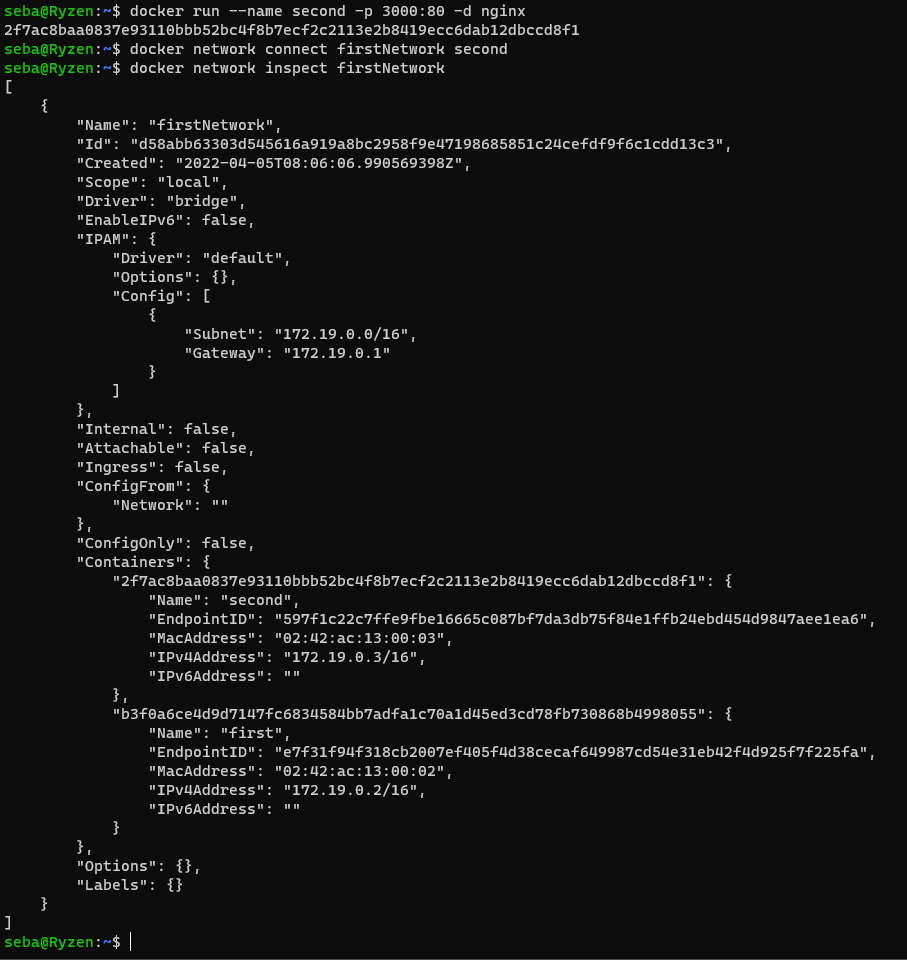 seba@Ryzen:~$ docker run --name second -p 3000:80 -d nginx
2f7ac8baa0837e93110bbb52bc4f8b7ecf2c2113e2b8419ecc6dab12dbccd8f1
seba@Ryzen:~$ docker network connect firstNetwork second
seba@Ryzen:~$ docker network inspect firstNetwork
[
    {
        "Name": "firstNetwork",
        "Id": "d58abb63303d545616a919a8bc2958f9e47198685851c24cefdf9f6c1cdd13c3",
        "Created": "2022-04-05T08:06:06.990569398Z",
        "Scope": "local",
        "Driver": "bridge",
        "EnableIPv6": false,
        "IPAM": {
            "Driver": "default",
            "Options": {},
            "Config": [
                {
                    "Subnet": "172.19.0.0/16",
                    "Gateway": "172.19.0.1"
                }
            ]
        },
        "Internal": false,
        "Attachable": false,
        "Ingress": false,
        "ConfigFrom": {
            "Network": ""
        },
        "ConfigOnly": false,
        "Containers": {
            "2f7ac8baa0837e93110bbb52bc4f8b7ecf2c2113e2b8419ecc6dab12dbccd8f1": {
                "Name": "second",
                "EndpointID": "597f1c22c7ffe9fbe16665c087bf7da3db75f84e1ffb24ebd454d9847aee1ea6",
                "MacAddress": "02:42:ac:13:00:03",
                "IPv4Address": "172.19.0.3/16",
                "IPv6Address": ""
            },
            "b3f0a6ce4d9d7147fc6834584bb7adfa1c70a1d45ed3cd78fb730868b4998055": {
                "Name": "first",
                "EndpointID": "e7f31f94f318cb2007ef405f4d38cecaf649987cd54e31eb42f4d925f7f225fa",
                "MacAddress": "02:42:ac:13:00:02",
                "IPv4Address": "172.19.0.2/16",
                "IPv6Address": ""
            }
        },
        "Options": {},
        "Labels": {}
    }
]
seba@Ryzen:~$